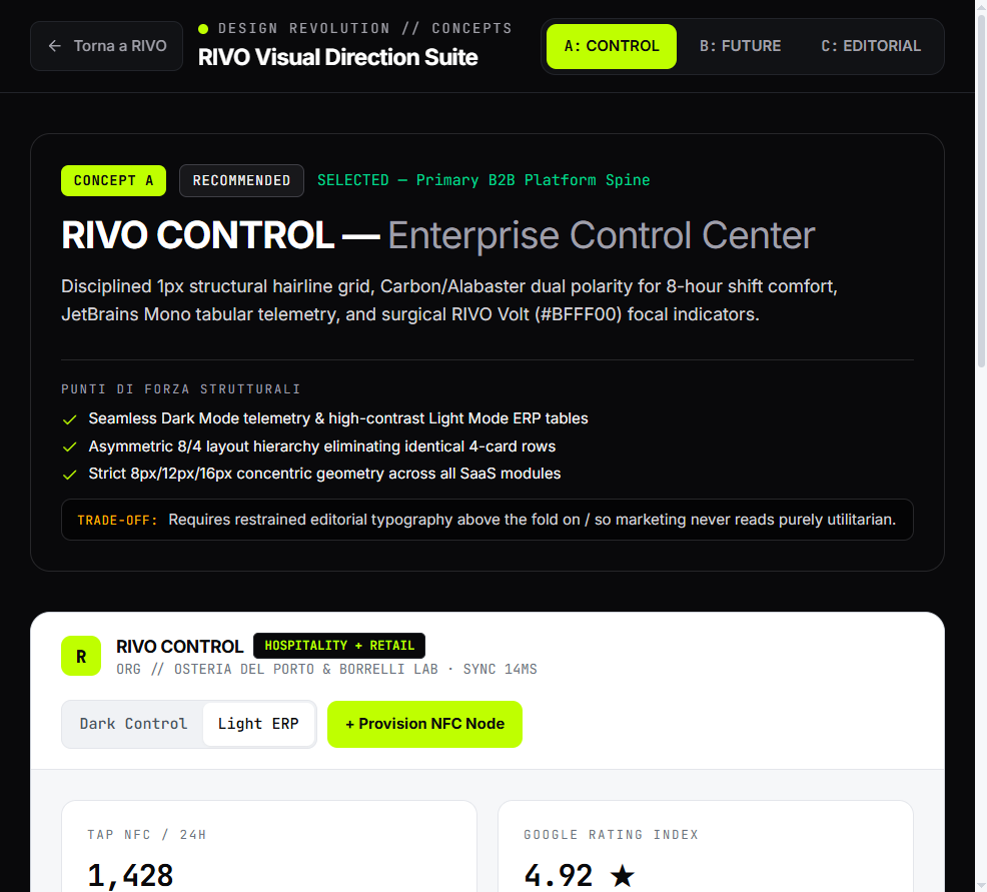 ← Torna a RIVO
DESIGN REVOLUTION // CONCEPTS
RIVO Visual Direction Suite
A: CONTROL
B: FUTURE
C: EDITORIAL
CONCEPT A
RECOMMENDED
SELECTED — Primary B2B Platform Spine
RIVO CONTROL — Enterprise Control Center
Disciplined 1px structural hairline grid, Carbon/Alabaster dual polarity for 8-hour shift comfort,
JetBrains Mono tabular telemetry, and surgical RIVO Volt (#BFFF00) focal indicators.
PUNTI DI FORZA STRUTTURALI
Seamless Dark Mode telemetry & high-contrast Light Mode ERP tables
Asymmetric 8/4 layout hierarchy eliminating identical 4-card rows
Strict 8px/12px/16px concentric geometry across all SaaS modules
TRADE-OFF: Requires restrained editorial typography above the fold on / so marketing never reads purely utilitarian.
R
RIVO CONTROL
HOSPITALITY + RETAIL
ORG // OSTERIA DEL PORTO & BORRELLI LAB · SYNC 14MS
Dark Control
Light ERP
+ Provision NFC Node
TAP NFC / 24H
1,428
GOOGLE RATING INDEX
4.92 ★